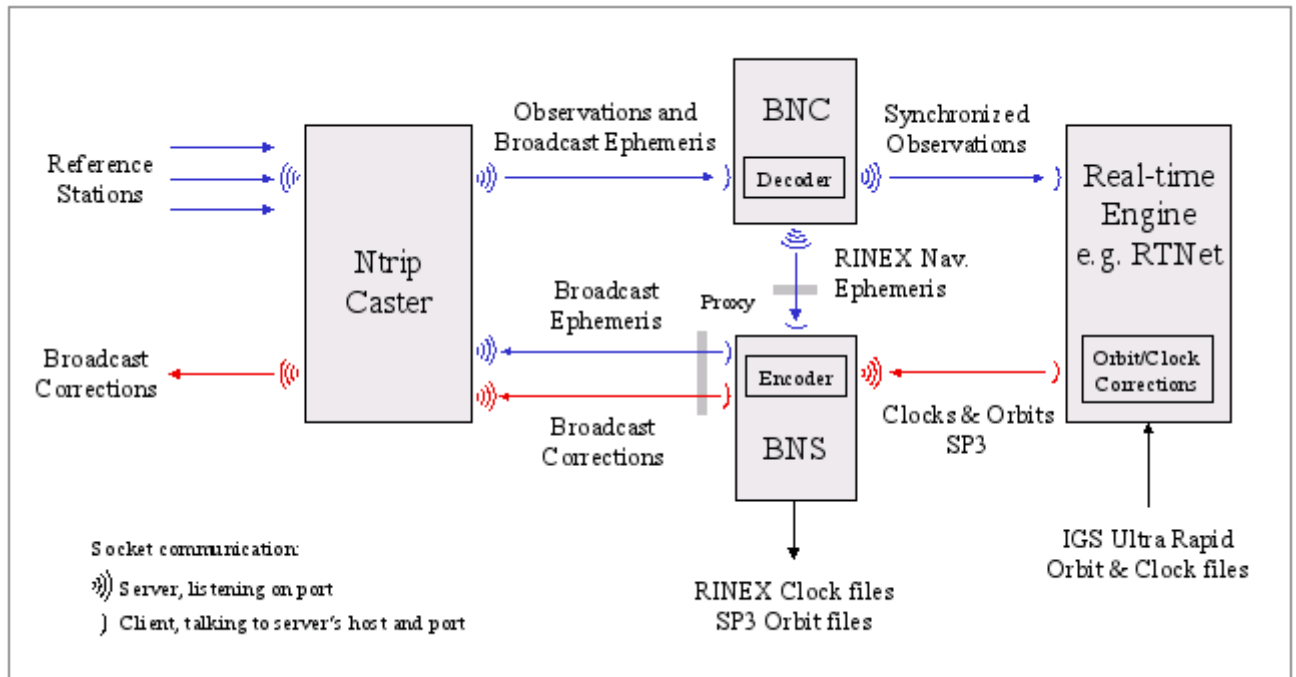 Reference
Stations
Ntrip
Caster
Broadcast
Corrections
Observations and
Broadcast Ephemeris
BNC
Decoder
Synchronized
Observations
Real-time
Engine
e.g. RTNet
Orbit/Clock
Corrections
RINEX Nav.
Ephemeris
Proxy
Broadcast
Ephemeris
Broadcast
Corrections
Encoder
BNS
Clocks & Orbits
SP3
IGS Ultra Rapid
Orbit & Clock files
RINEX Clock files
SP3 Orbit files
Socket communication:
Server, listening on port
Client, talking to server's host and port